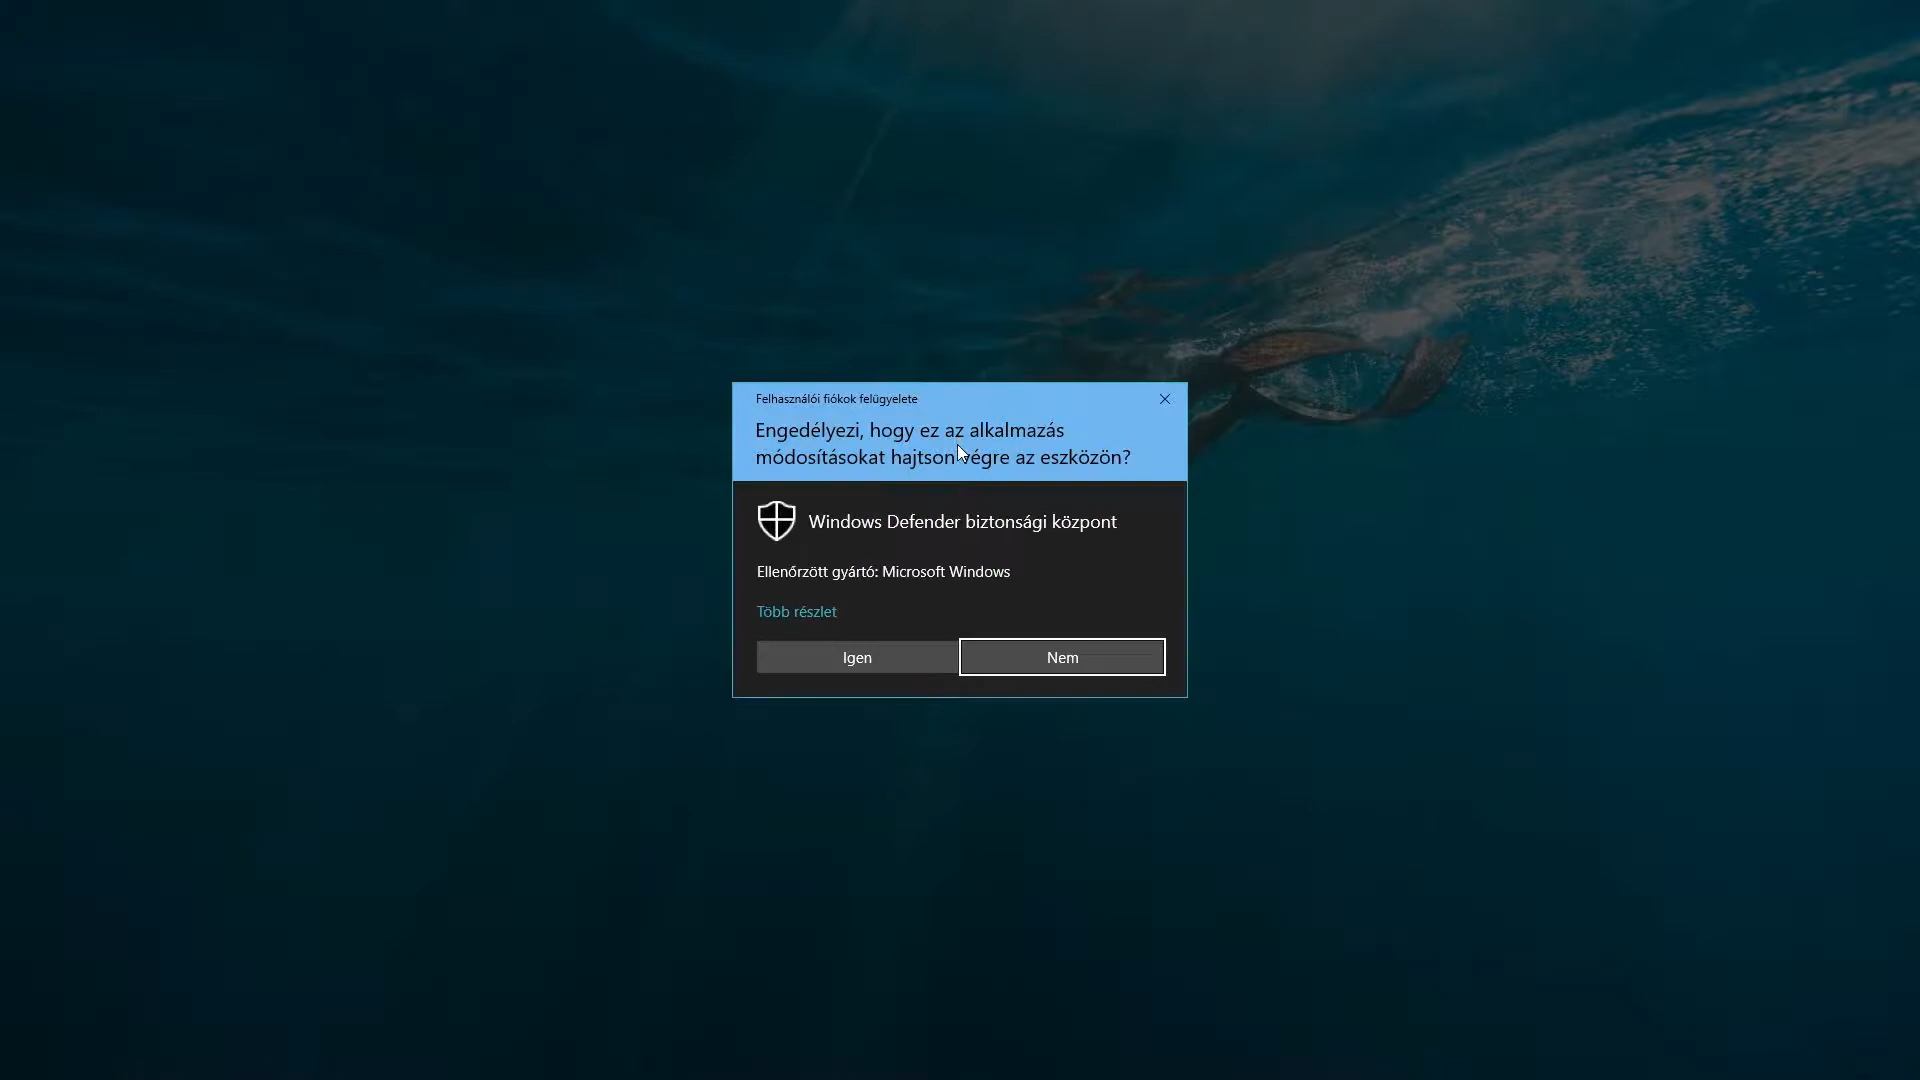 Felhasználói fiókok felügyelete
Engedélyezi, hogy ez az alkalmazás
módosításokat hajtson végre az eszközön?
Windows Defender biztonsági központ
Ellenőrzött gyártó: Microsoft Windows
Több részlet
Igen
Nem